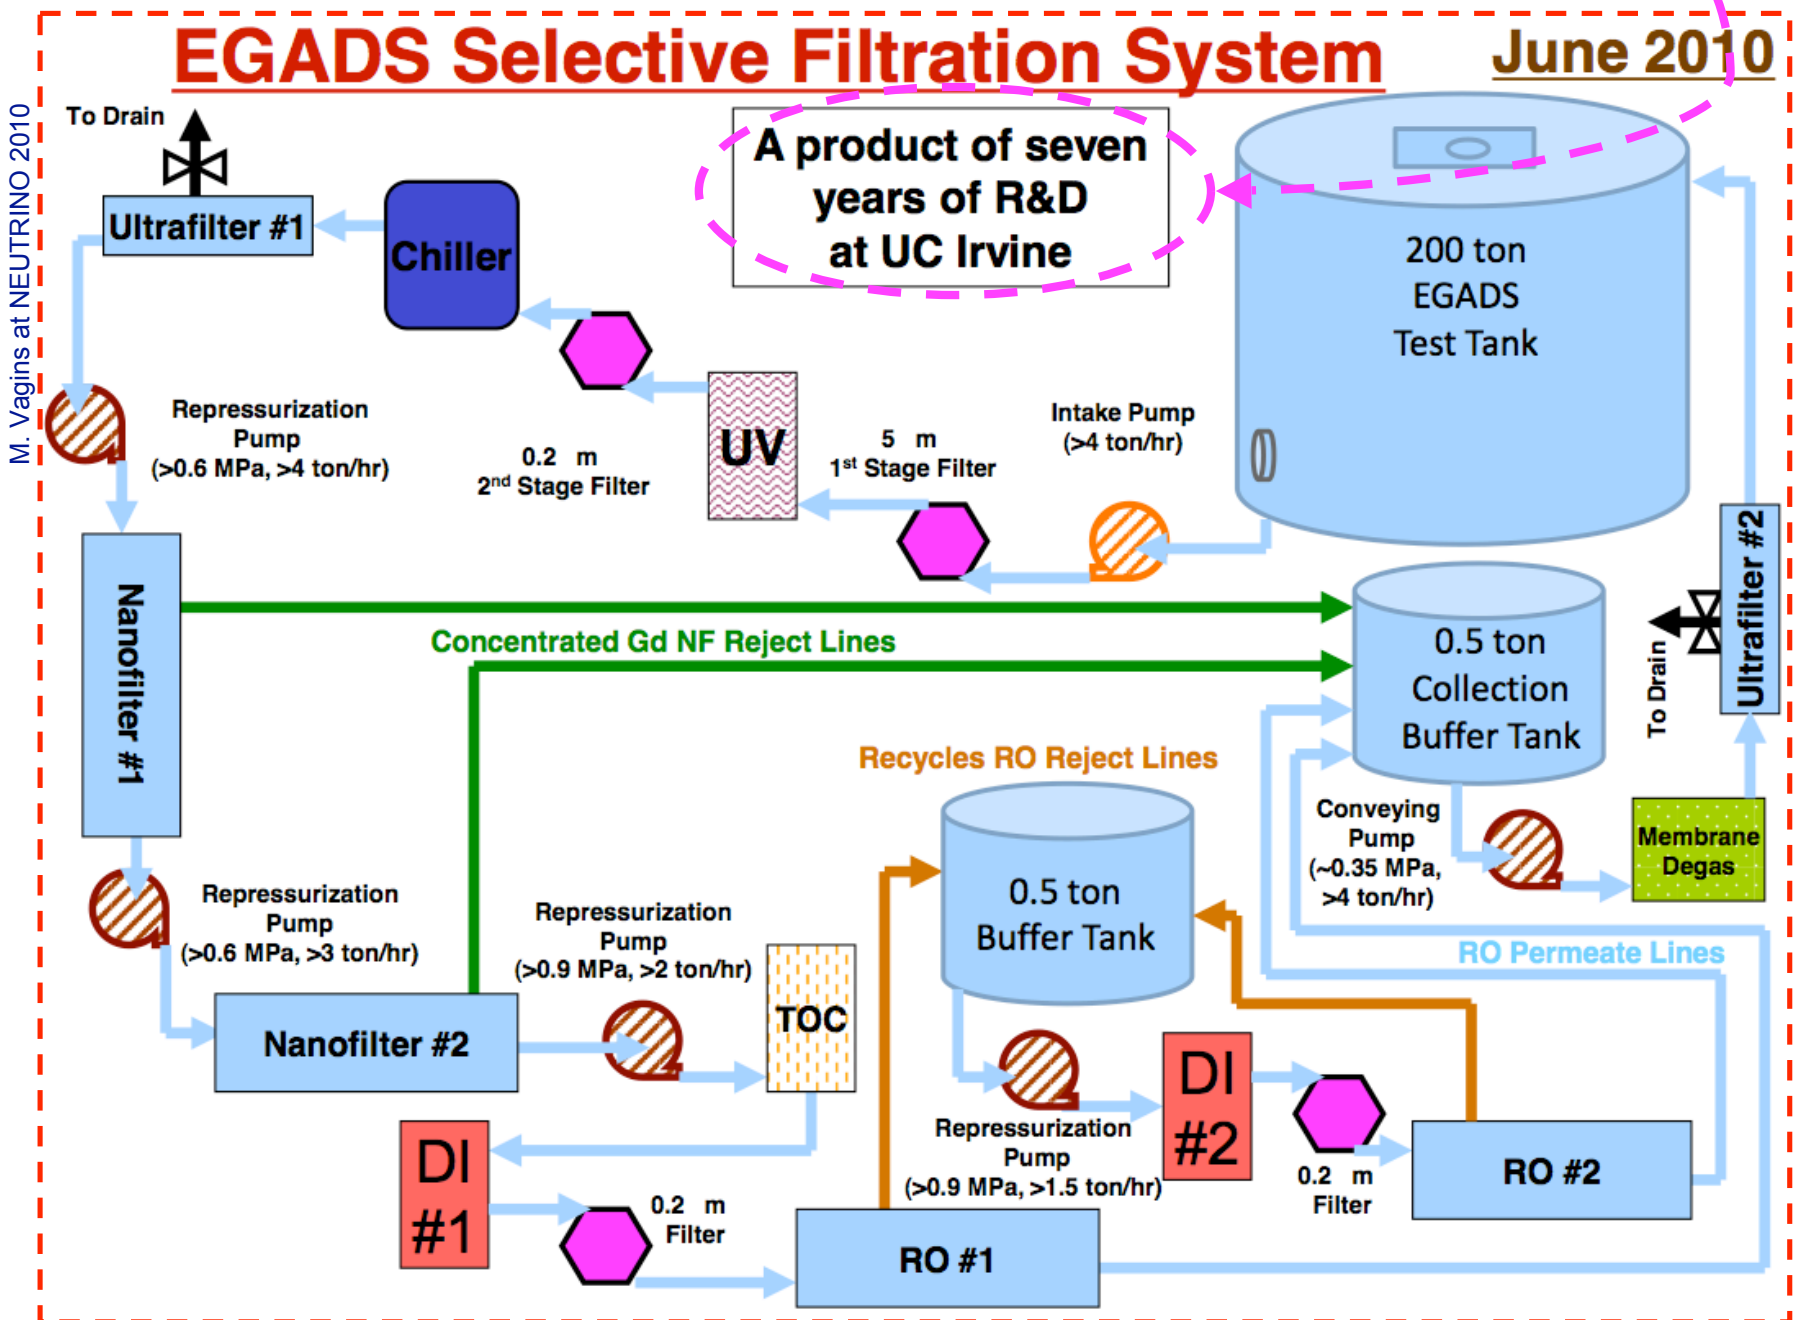 EGADS Selective Filtration System
June 2010
M. Vagins at NEUTRINO 2010
To Drain
A product of seven
years of R&D
at UC Irvine
Ultrafilter #1
Chiller
200 ton
EGADS
Test Tank
Repressurization
Pump
(>0.6 MPa, >4 ton/hr)
0.2 m
2nd Stage Filter
UV
5 m
1st Stage Filter
Intake Pump
(>4 ton/hr)
Ultrafilter #2
To Drain
Nanofilter #1
Concentrated Gd NF Reject Lines
0.5 ton
Collection
Buffer Tank
Recycles RO Reject Lines
Conveying
Pump
(~0.35 MPa,
>4 ton/hr)
Membrane
Degas
Repressurization
Pump
(>0.6 MPa, >3 ton/hr)
Repressurization
Pump
(>0.9 MPa, >2 ton/hr)
0.5 ton
Buffer Tank
RO Permeate Lines
Nanofilter #2
TOC
DI
#2
Repressurization
Pump
(>0.9 MPa, >1.5 ton/hr)
0.2 m
Filter
RO #2
DI
#1
0.2 m
Filter
RO #1